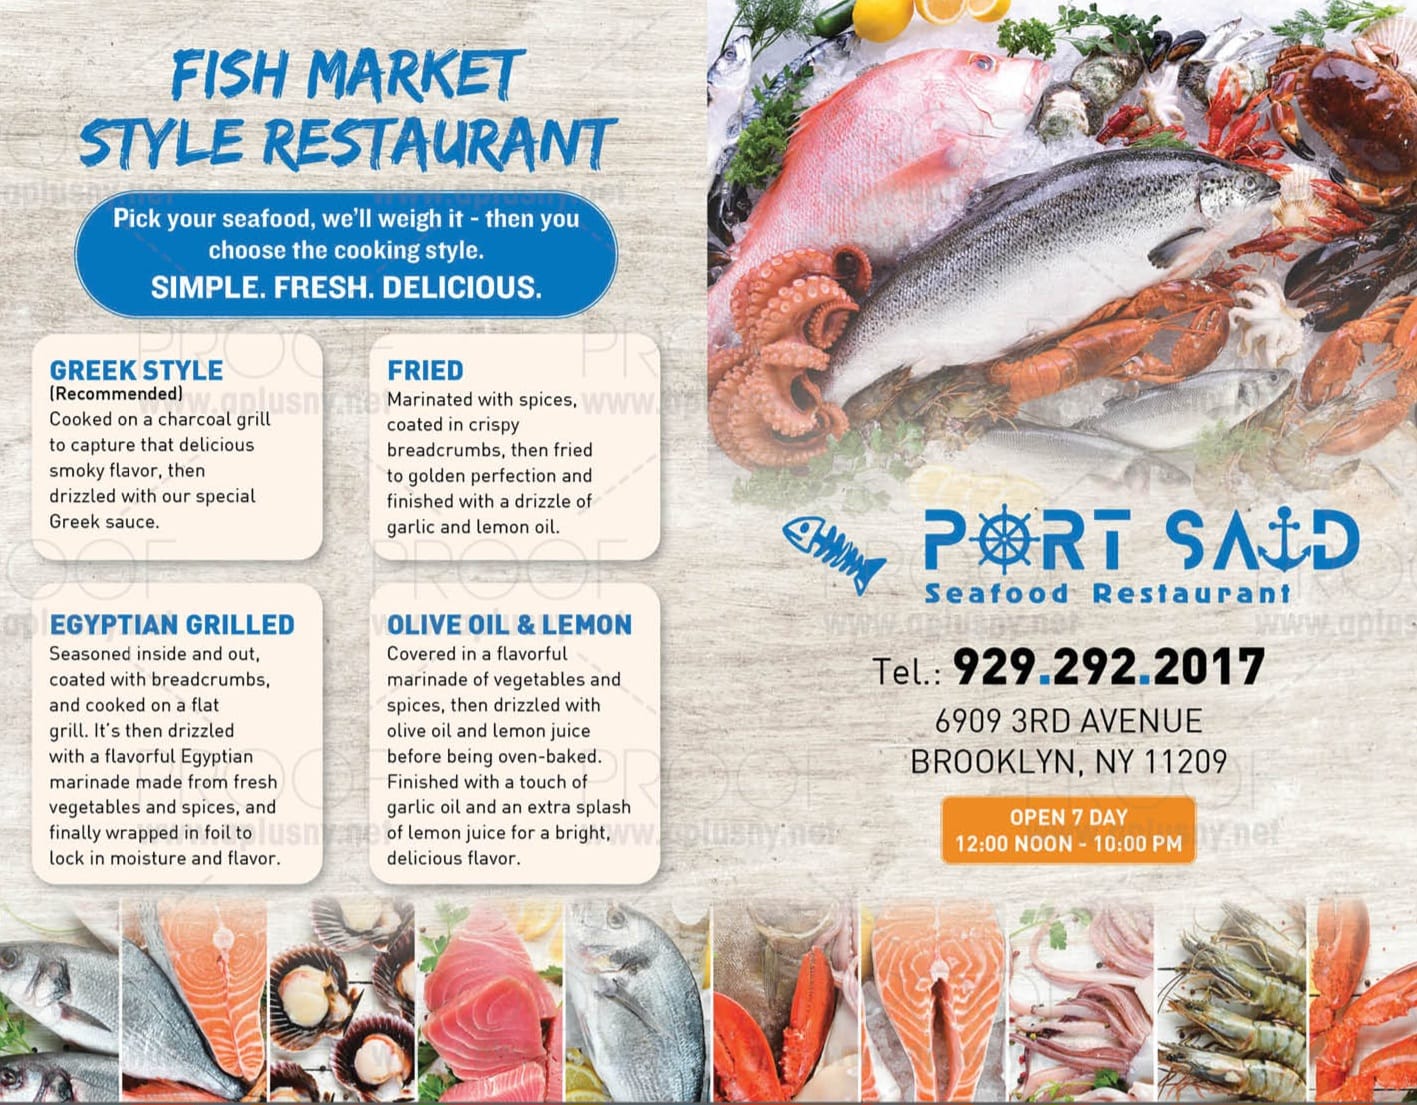 FISH MARKET
STYLE RESTAURANT
Pick your seafood, we'll weigh it - then you
choose the cooking style.
SIMPLE. FRESH. DELICIOUS.
GREEK STYLE
(Recommended)
Cooked on a charcoal grill
to capture that delicious
smoky flavor, then
drizzled with our special
Greek sauce.
FRIED
Marinated with spices,
coated in crispy
breadcrumbs, then fried
to golden perfection and
finished with a drizzle of
garlic and lemon oil.
EGYPTIAN GRILLED
Seasoned inside and out,
coated with breadcrumbs,
and cooked on a flat
grill. It's then drizzled
with a flavorful Egyptian
marinade made from fresh
vegetables and spices, and
finally wrapped in foil to
lock in moisture and flavor.
OLIVE OIL & LEMON
Covered in a flavorful
marinade of vegetables and
spices, then drizzled with
olive oil and lemon juice
before being oven-baked.
Finished with a touch of
garlic oil and an extra splash
of lemon juice for a bright,
delicious flavor.
PORT SAID
Seafood Restaurant
Tel.: 929.292.2017
6909 3RD AVENUE
BROOKLYN, NY 11209
OPEN 7 DAY
12:00 NOON - 10:00 PM
PROOF
www.aplusny.net